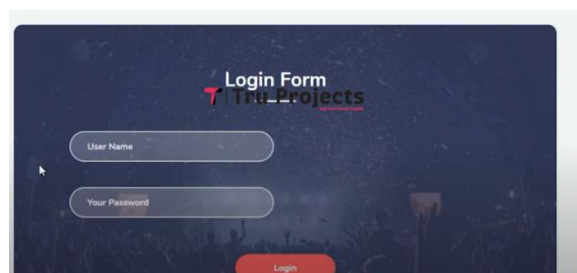 Login Form
Tru Projects
User Name
Your Password
Login